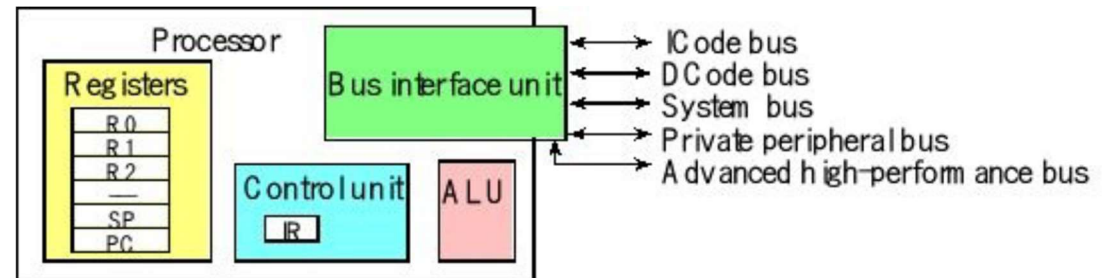 Processor
Registers
R0
R1
R2
—
SP
PC
Bus interface unit
Control unit
IR
ALU
ICode bus
DCode bus
System bus
Private peripheral bus
Advanced high-performance bus